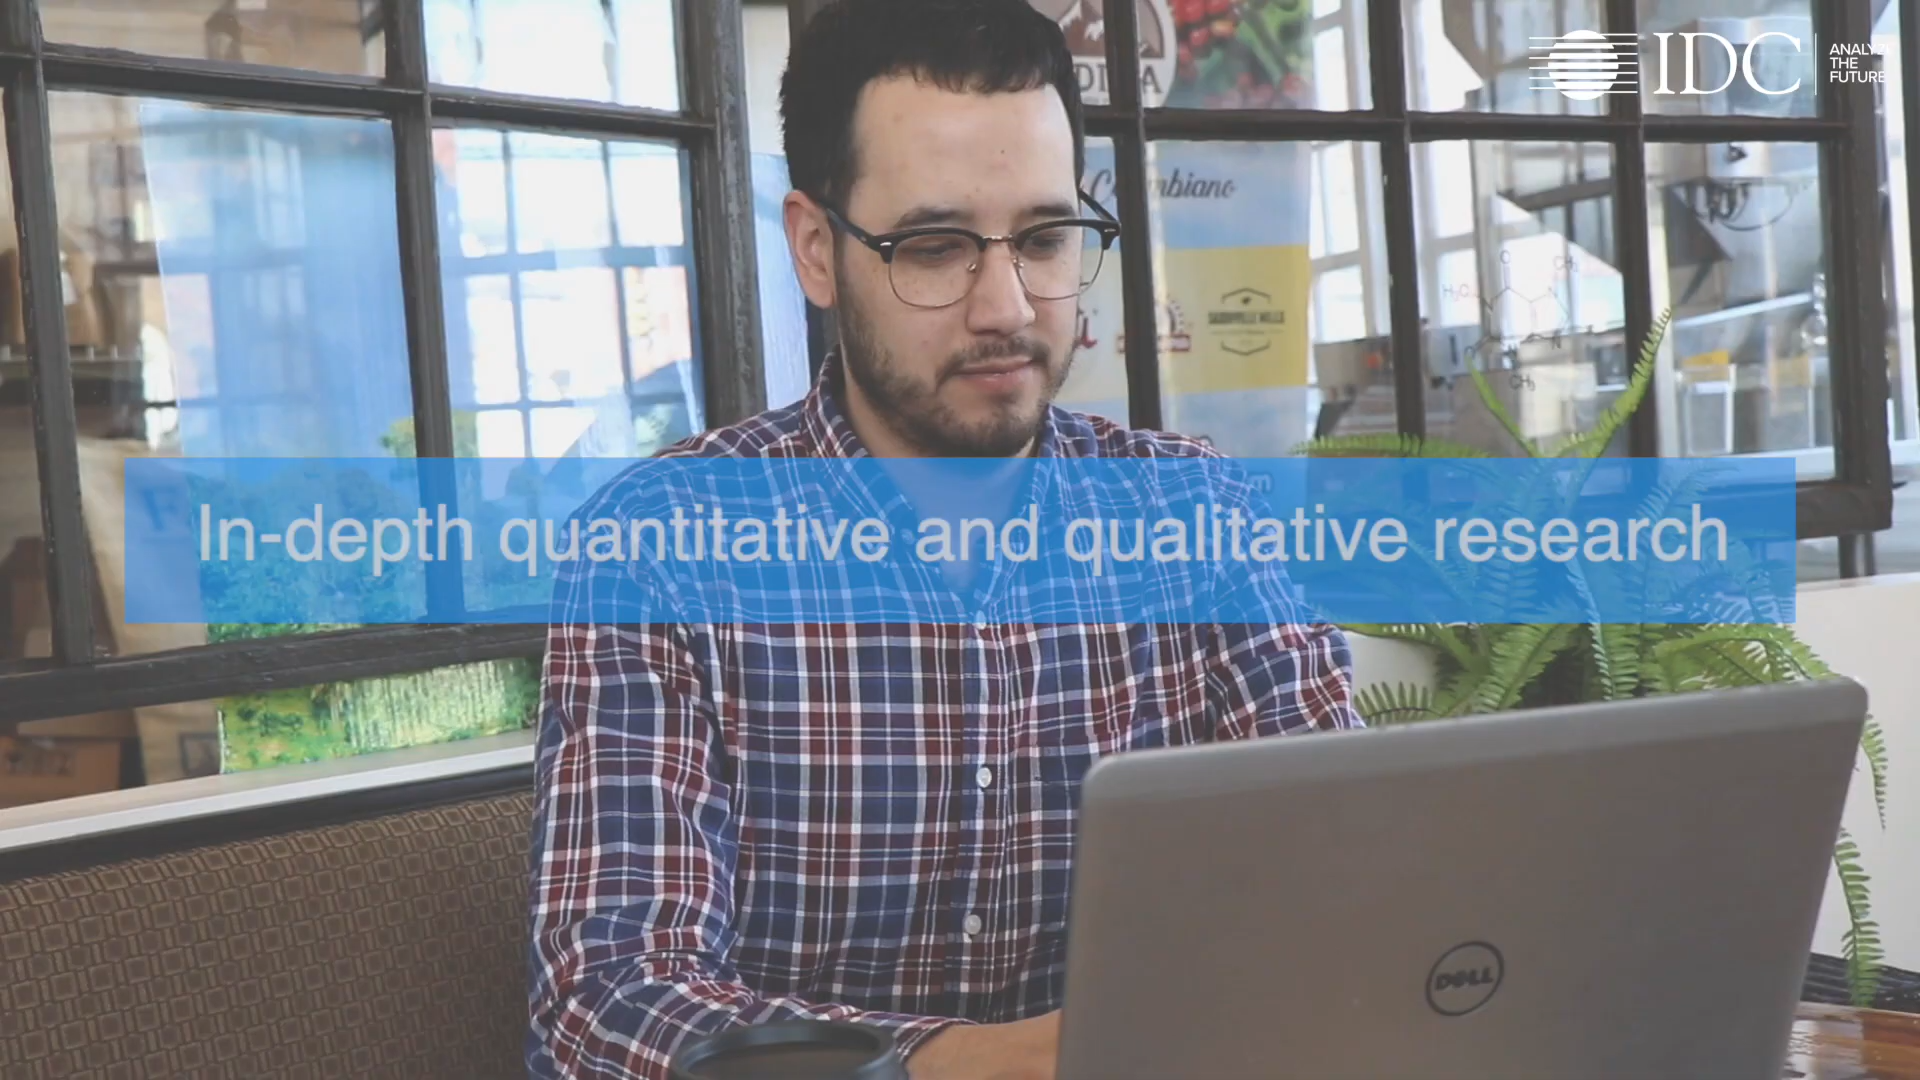 IDC
ANALYZE
THE
FUTURE
In-depth quantitative and qualitative research
DELL